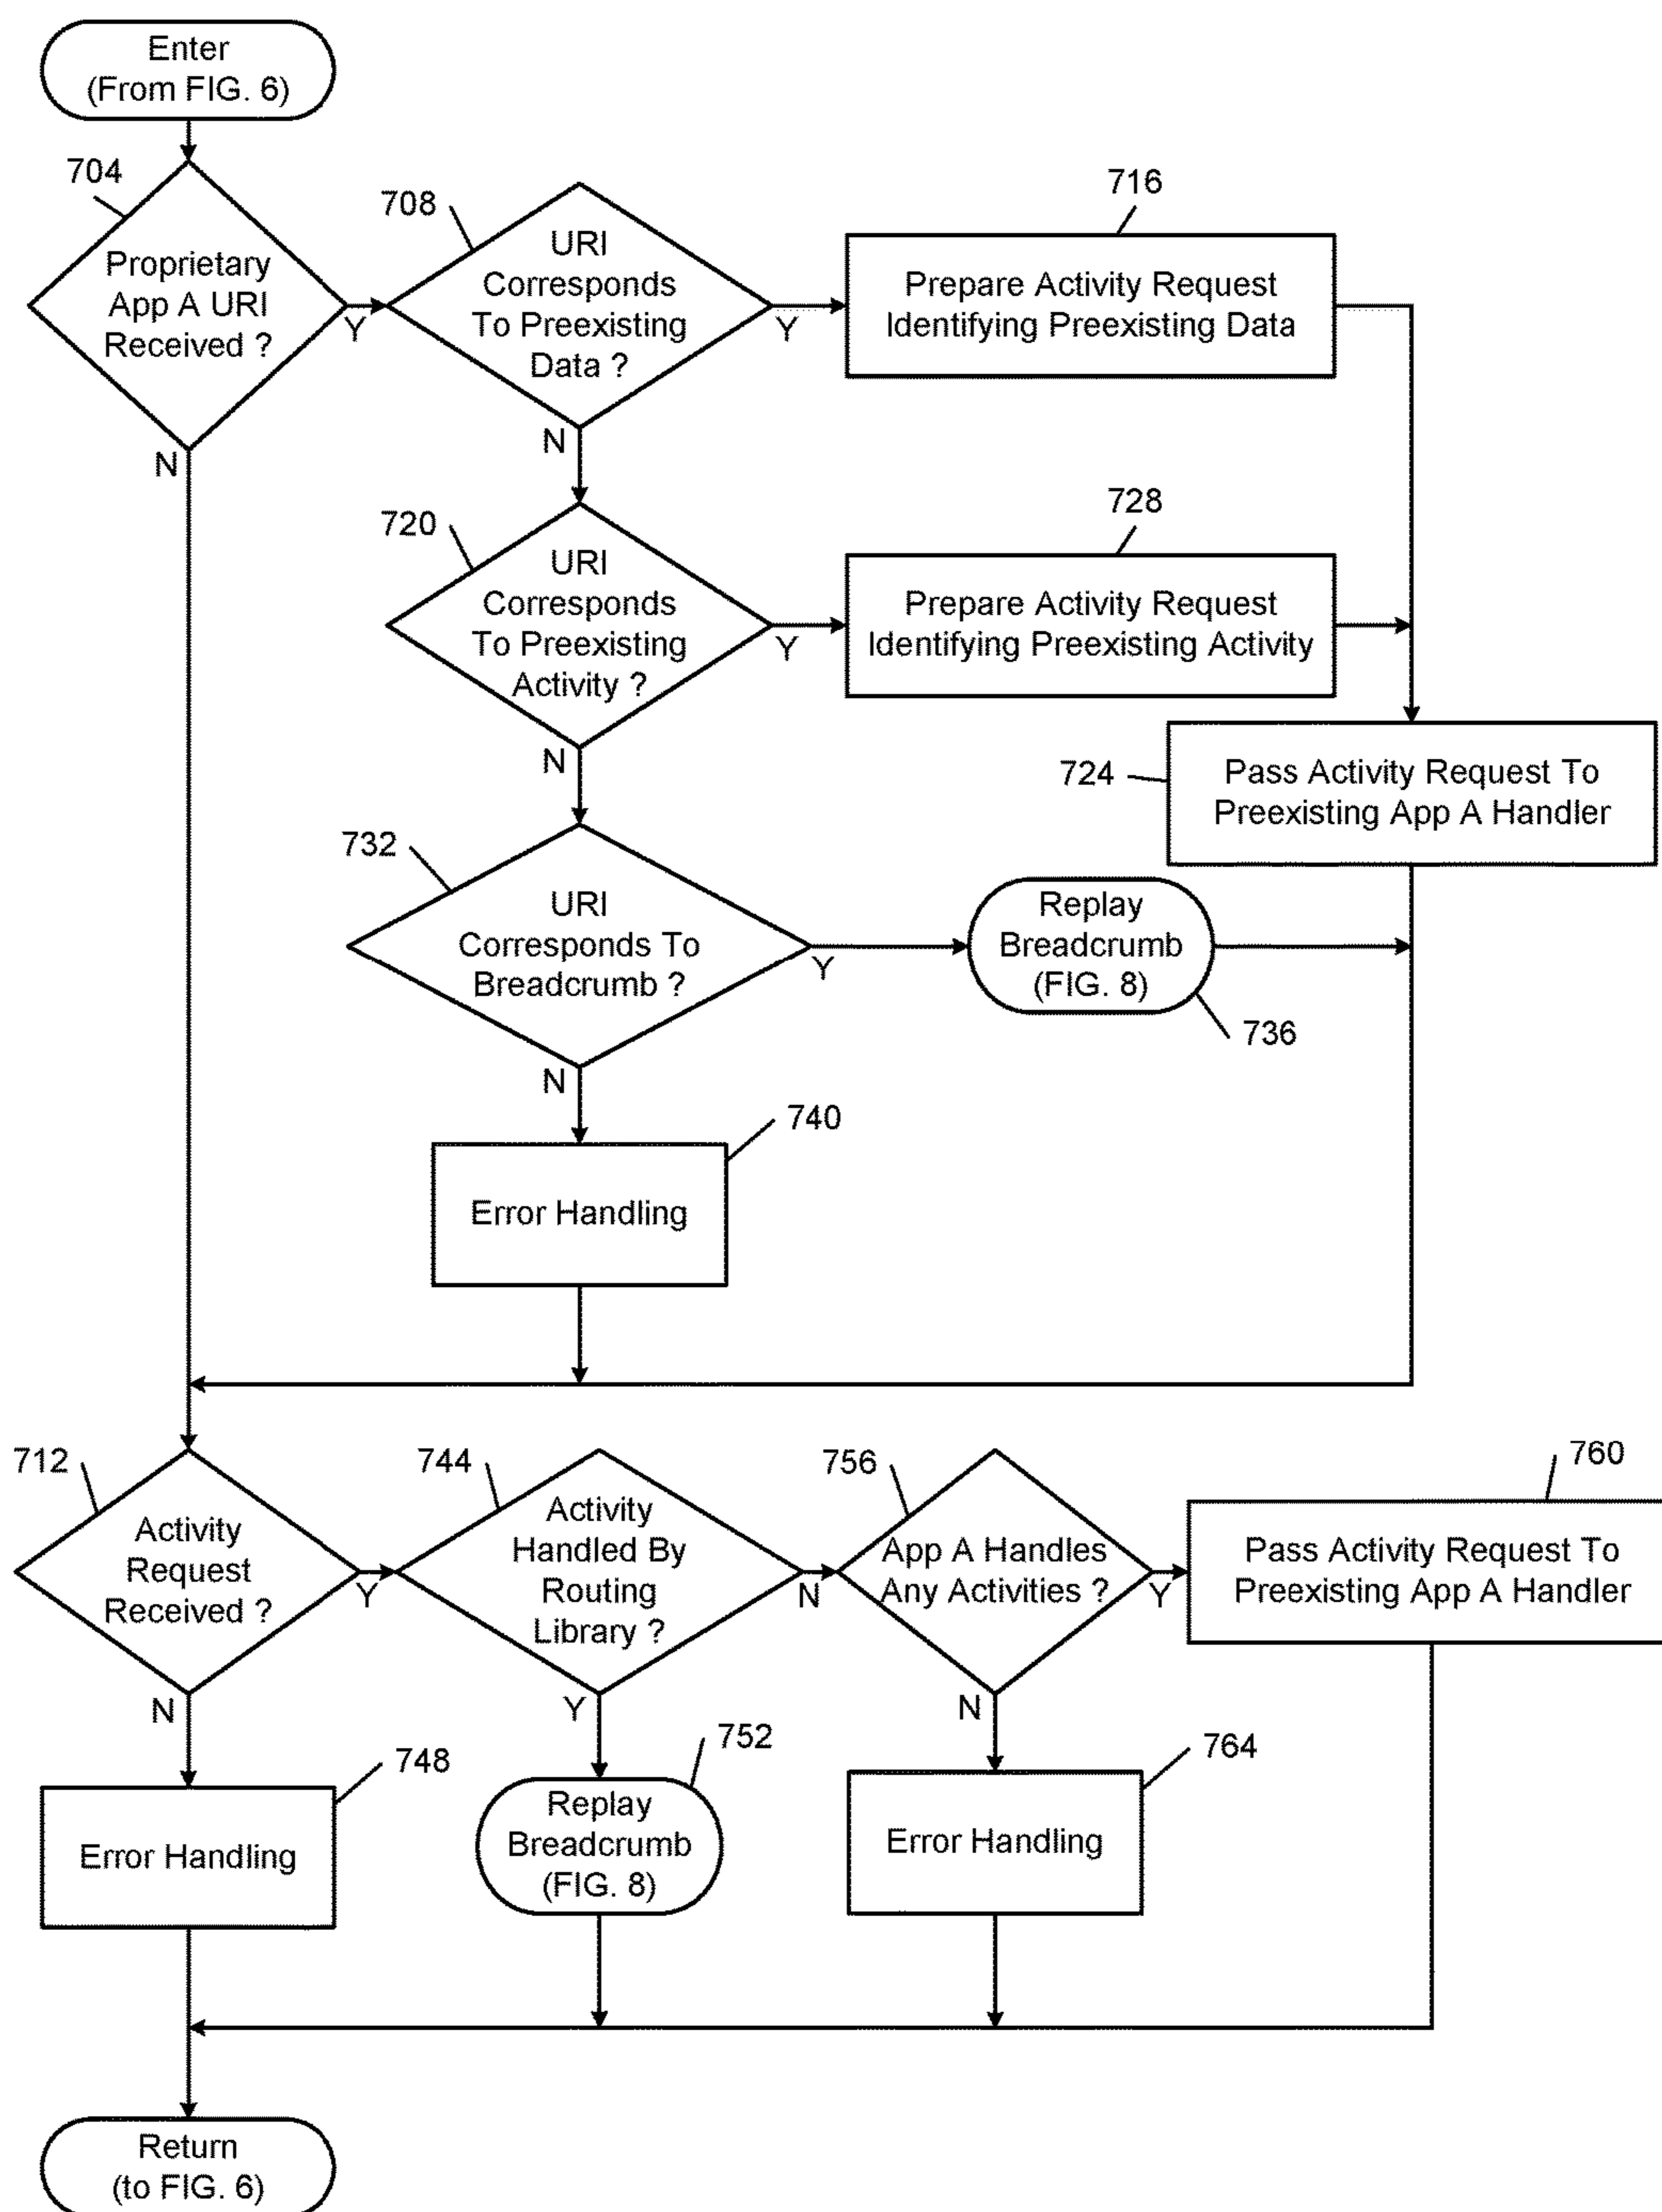 Enter
(From FIG. 6)
704
Proprietary
App A URI
Received ?
Y
N
708
URI
Corresponds
To Preexisting
Data ?
Y
N
716
Prepare Activity Request
Identifying Preexisting Data
720
URI
Corresponds
To Preexisting
Activity ?
Y
N
728
Prepare Activity Request
Identifying Preexisting Activity
724
Pass Activity Request To
Preexisting App A Handler
732
URI
Corresponds To
Breadcrumb ?
Y
N
Replay
Breadcrumb
(FIG. 8)
736
740
Error Handling
712
Activity
Request
Received ?
Y
N
744
Activity
Handled By
Routing
Library ?
N
Y
756
App A Handles
Any Activities ?
Y
N
760
Pass Activity Request To
Preexisting App A Handler
748
Error Handling
752
Replay
Breadcrumb
(FIG. 8)
764
Error Handling
Return
(to FIG. 6)